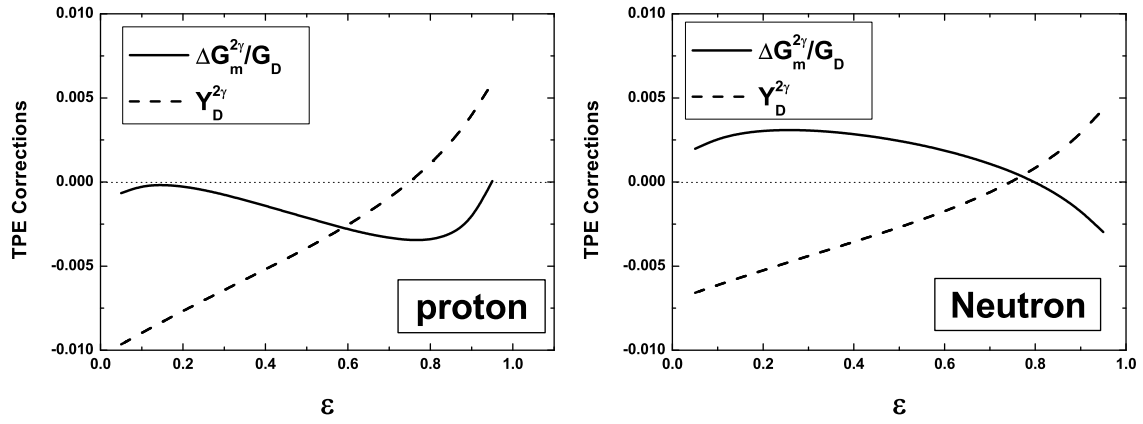 0.010
0.005
0.000
-0.005
-0.010
TPE Corrections
ΔG_m^{2γ}/G_D
Y_D^{2γ}
proton
0.0 0.2 0.4 0.6 0.8 1.0
ε
0.010
0.005
0.000
-0.005
-0.010
TPE Corrections
ΔG_m^{2γ}/G_D
Y_D^{2γ}
Neutron
0.0 0.2 0.4 0.6 0.8 1.0
ε